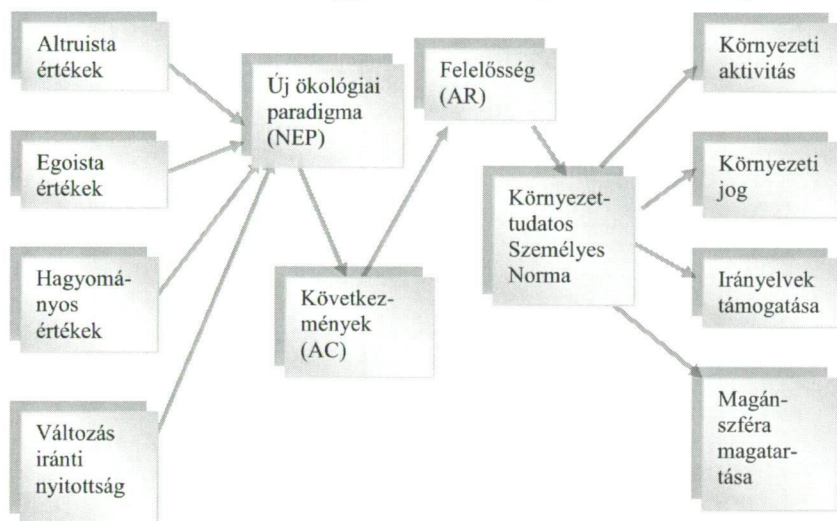 Altruista
értékek
Egoista
értékek
Hagyomá-
nyos
értékek
Változás
iránti
nyitottság
Új ökológiai
paradigma
(NEP)
Következ-
mények
(AC)
Felelősség
(AR)
Környezet-
tudatos
Személyes
Norma
Környezeti
aktivitás
Környezeti
jog
Irányelvek
támogatása
Magán-
szféra
magatar-
tása